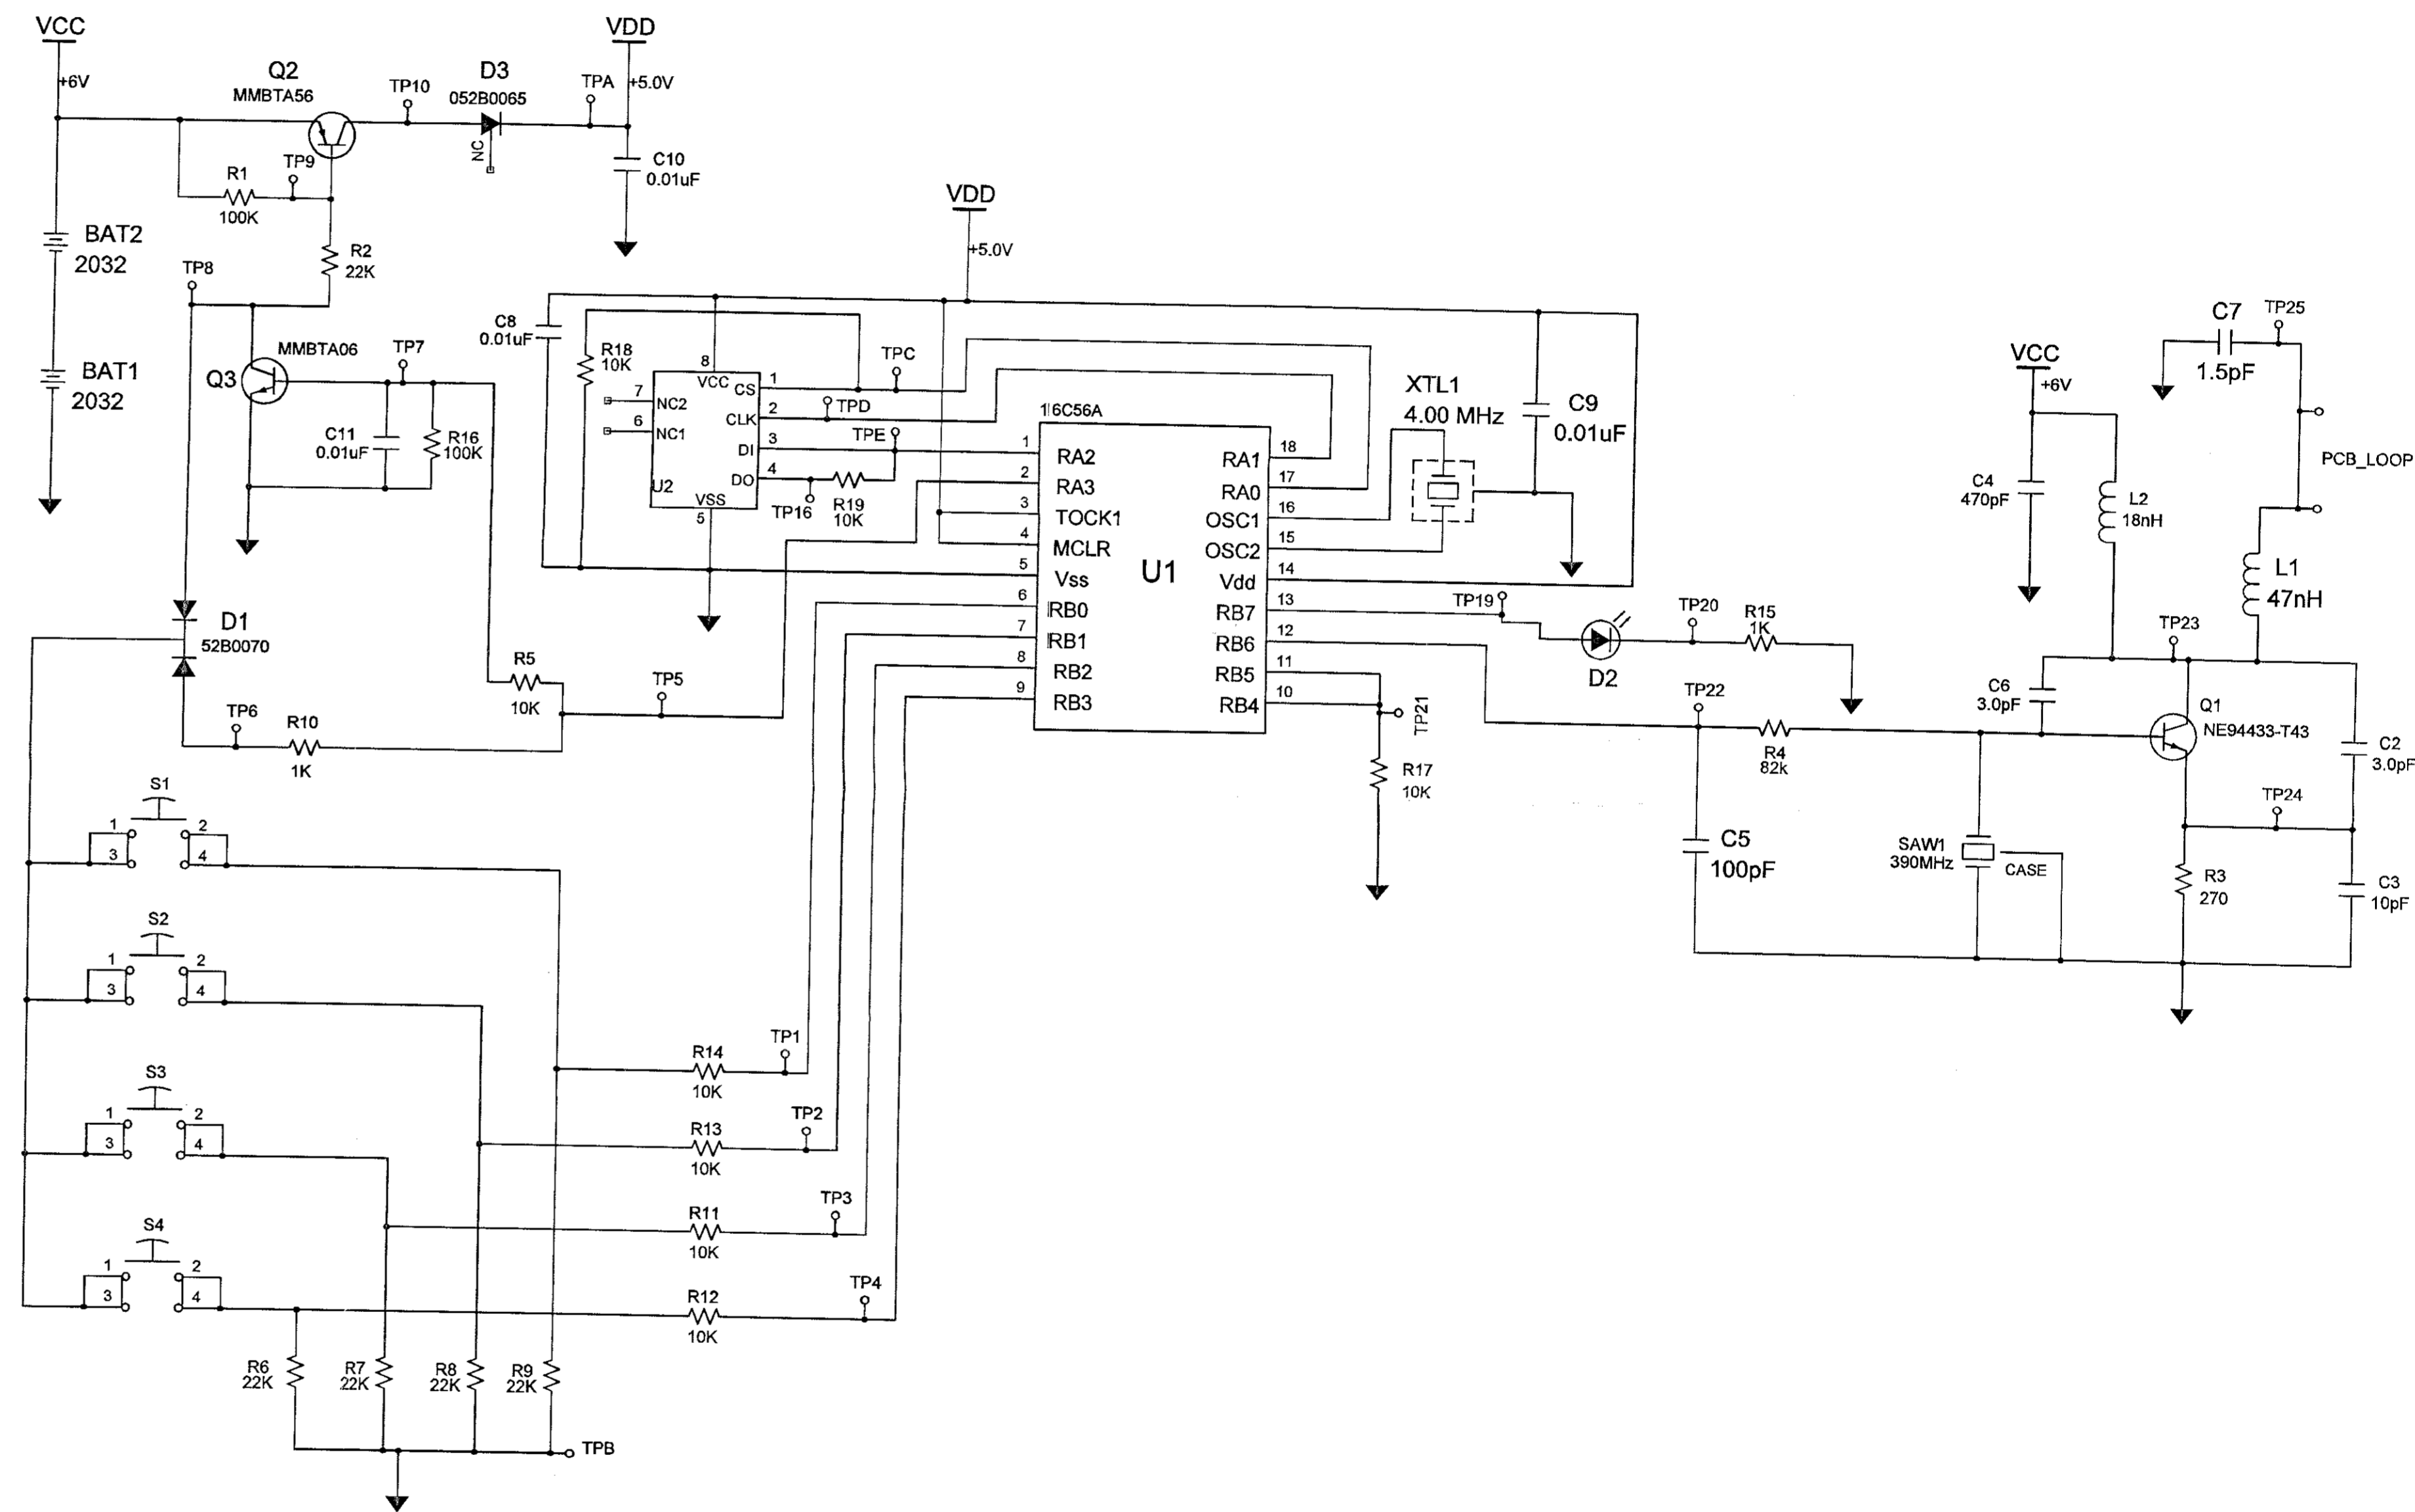 VCC
+6V
Q2
MMBTA56
TP10
D3
052B0065
NC
TPA
VDD
+5.0V
C10
0.01uF
R1
100K
TP9
R2
22K
BAT2
2032
BAT1
2032
TP8
Q3
MMBTA06
TP7
C11
0.01uF
R16
100K
D1
52B0070
TP6
R10
1K
R5
10K
TP5
VDD
+5.0V
C8
0.01uF
R18
10K
8
VCC
CS
1
7
NC2
CLK
2
6
NC1
DI
3
DO
4
U2
VSS
5
TPC
TPD
TPE
TP16
R19
10K
16C56A
U1
1
RA2
2
RA3
3
TOCK1
4
MCLR
5
Vss
6
RB0
7
RB1
8
RB2
9
RB3
RA1
18
RA0
17
OSC1
16
OSC2
15
Vdd
14
RB7
13
RB6
12
RB5
11
RB4
10
XTL1
4.00 MHz
C9
0.01uF
TP19
D2
TP20
R15
1K
TP21
R17
10K
TP22
R4
82k
C5
100pF
SAW1
390MHz
CASE
VCC
+6V
C4
470pF
L2
18nH
C7
1.5pF
TP25
PCB_LOOP
L1
47nH
TP23
C6
3.0pF
Q1
NE94433-T43
C2
3.0pF
TP24
R3
270
C3
10pF
S1
1
2
3
4
S2
1
2
3
4
S3
1
2
3
4
S4
1
2
3
4
R14
10K
TP1
R13
10K
TP2
R11
10K
TP3
R12
10K
TP4
R6
22K
R7
22K
R8
22K
R9
22K
TPB